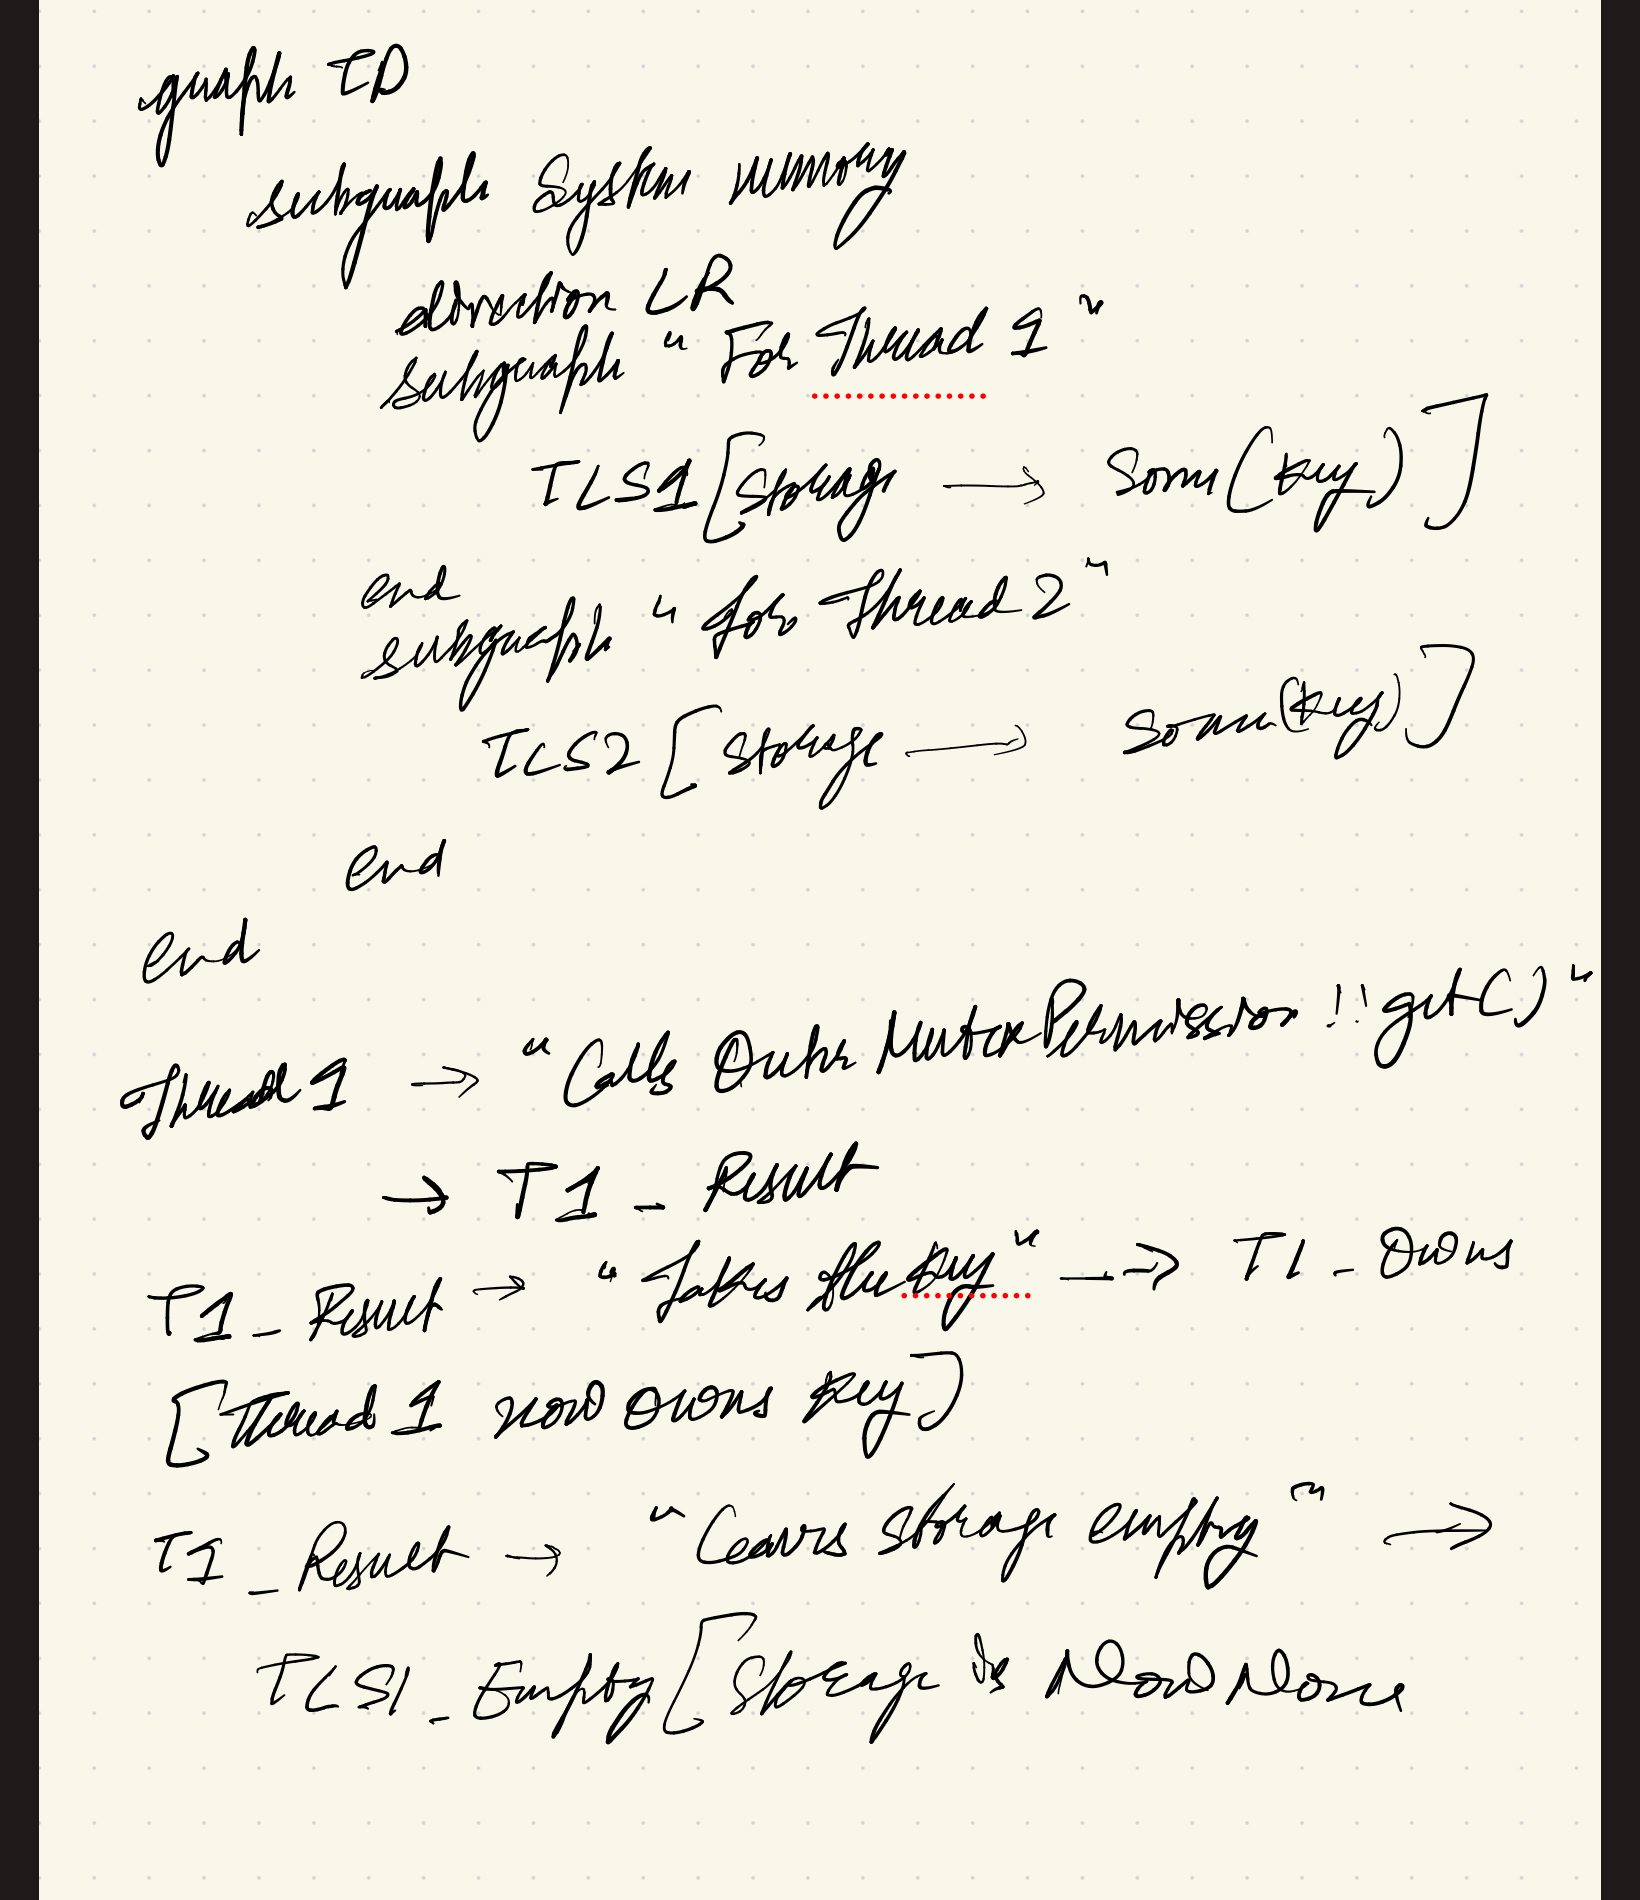 graph TD
subgraph System memory
direction LR
subgraph "For Thread 1"
TLS1[Storage → Some(key)]
end
subgraph "for Thread 2"
TLS2[Storage → Some(key)]
end
end
Thread 1 → "Calls OuterMutexPermission!!get()"
→ T1_Result
T1_Result → "Takes the key" --→ T1_Owns
[Thread 1 now owns key]
T1_Result → "Leaves storage empty" →
TLS1_Empty[Storage is Now None